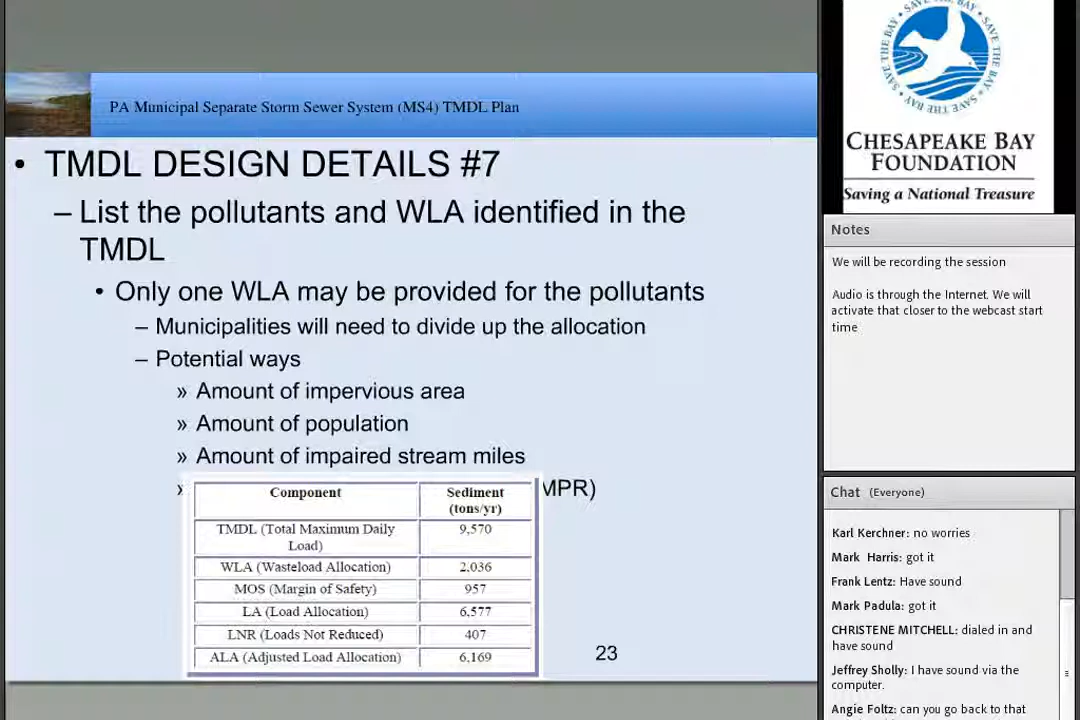 PA Municipal Separate Storm Sewer System (MS4) TMDL Plan
• TMDL DESIGN DETAILS #7
– List the pollutants and WLA identified in the
TMDL
• Only one WLA may be provided for the pollutants
– Municipalities will need to divide up the allocation
– Potential ways
» Amount of impervious area
» Amount of population
» Amount of impaired stream miles
» MPR)
Component Sediment
(tons/yr)
TMDL (Total Maximum Daily
Load) 9,570
WLA (Wasteload Allocation) 2,036
MOS (Margin of Safety) 957
LA (Load Allocation) 6,577
LNR (Loads Not Reduced) 407
ALA (Adjusted Load Allocation) 6,169
23
SAVE THE BAY • SAVE THE BAY • SAVE THE BAY
CHESAPEAKE BAY
FOUNDATION
Saving a National Treasure
Notes
We will be recording the session
Audio is through the Internet. We will
activate that closer to the webcast start
time
Chat (Everyone)
Karl Kerchner: no worries
Mark Harris: got it
Frank Lentz: Have sound
Mark Padula: got it
CHRISTENE MITCHELL: dialed in and
have sound
Jeffrey Sholly: I have sound via the
computer.
Angie Foltz: can you go back to that